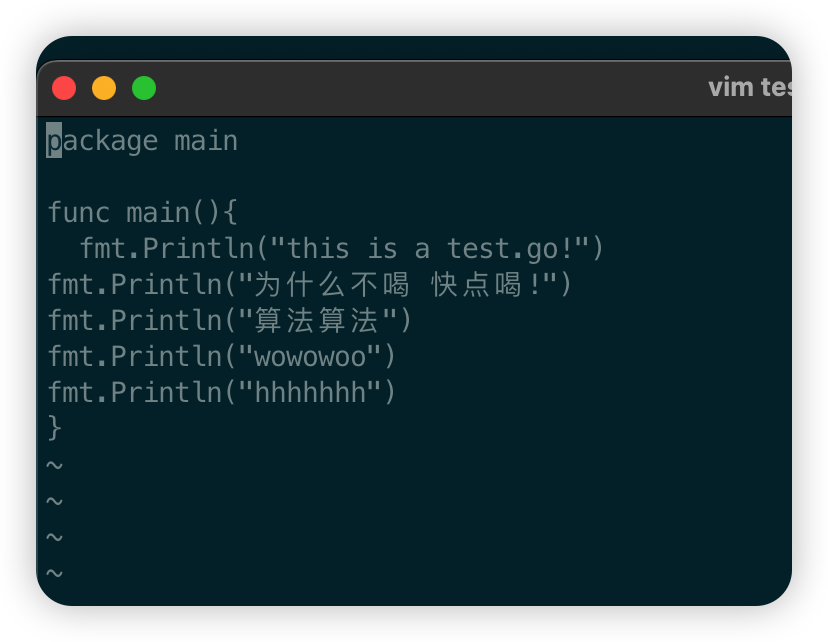 vim tes
package main
func main(){
  fmt.Println("this is a test.go!")
fmt.Println("为什么不喝 快点喝!")
fmt.Println("算法算法")
fmt.Println("wowowoo")
fmt.Println("hhhhhhh")
}
~
~
~
~